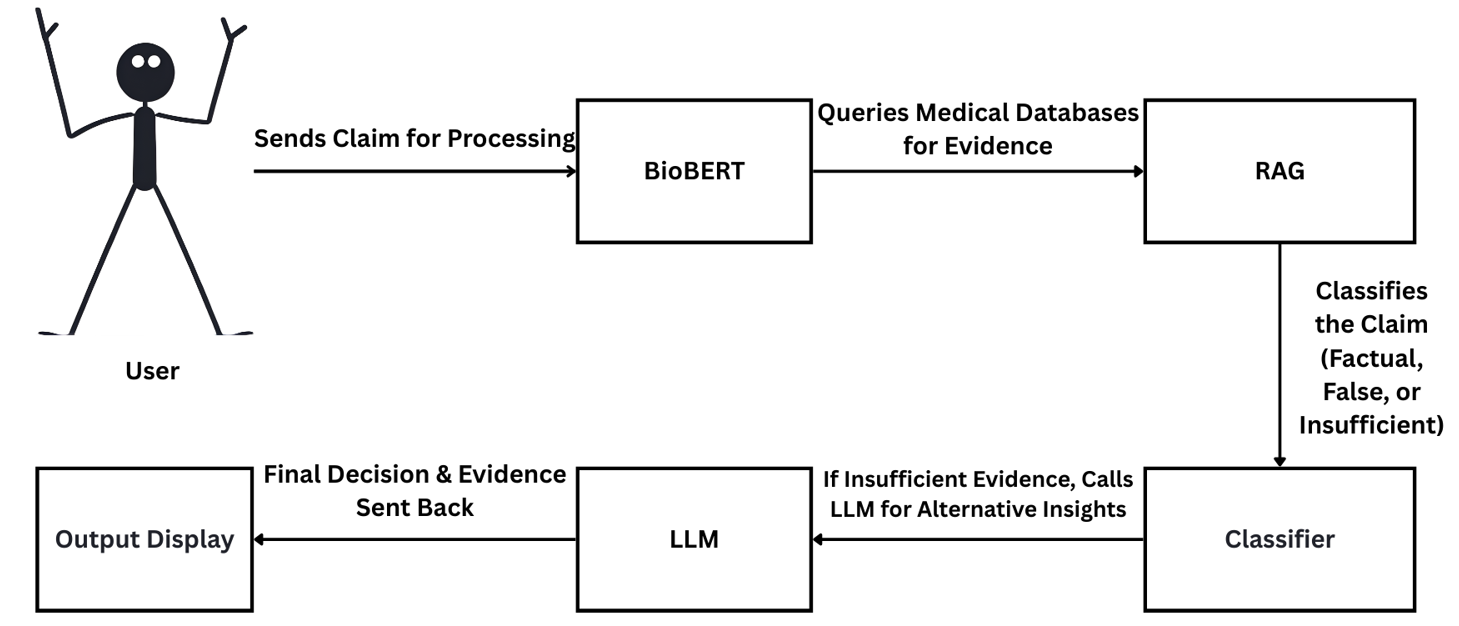 Sends Claim for Processing
BioBERT
Queries Medical Databases
for Evidence
RAG
User
Classifies
the Claim
(Factual,
False, or
Insufficient)
Classifier
If Insufficient Evidence, Calls
LLM for Alternative Insights
LLM
Final Decision & Evidence
Sent Back
Output Display